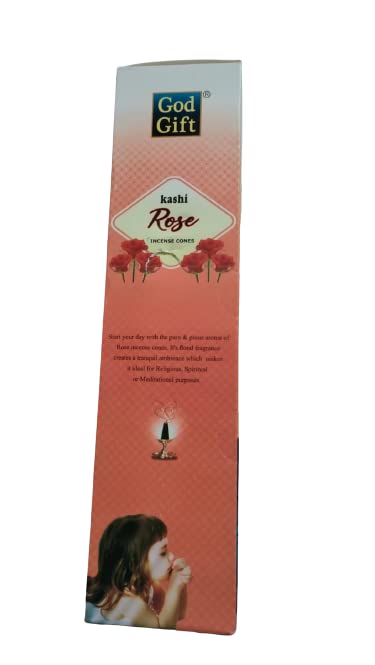 God
Gift
®
kashi
Rose
INCENSE CONES
Start your day with the pure & pious aroma of
Rose incense cones. It's floral fragrance
creates a tranquil ambience which makes
it ideal for Religious, Spiritual
or Meditational purposes.